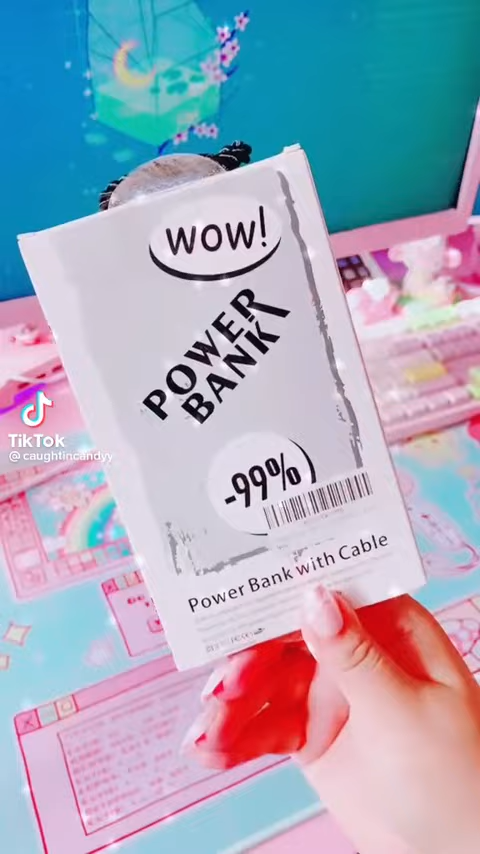 WOW!
POWER
BANK
-99%
Power Bank with Cable
TikTok
@caughtincandyy